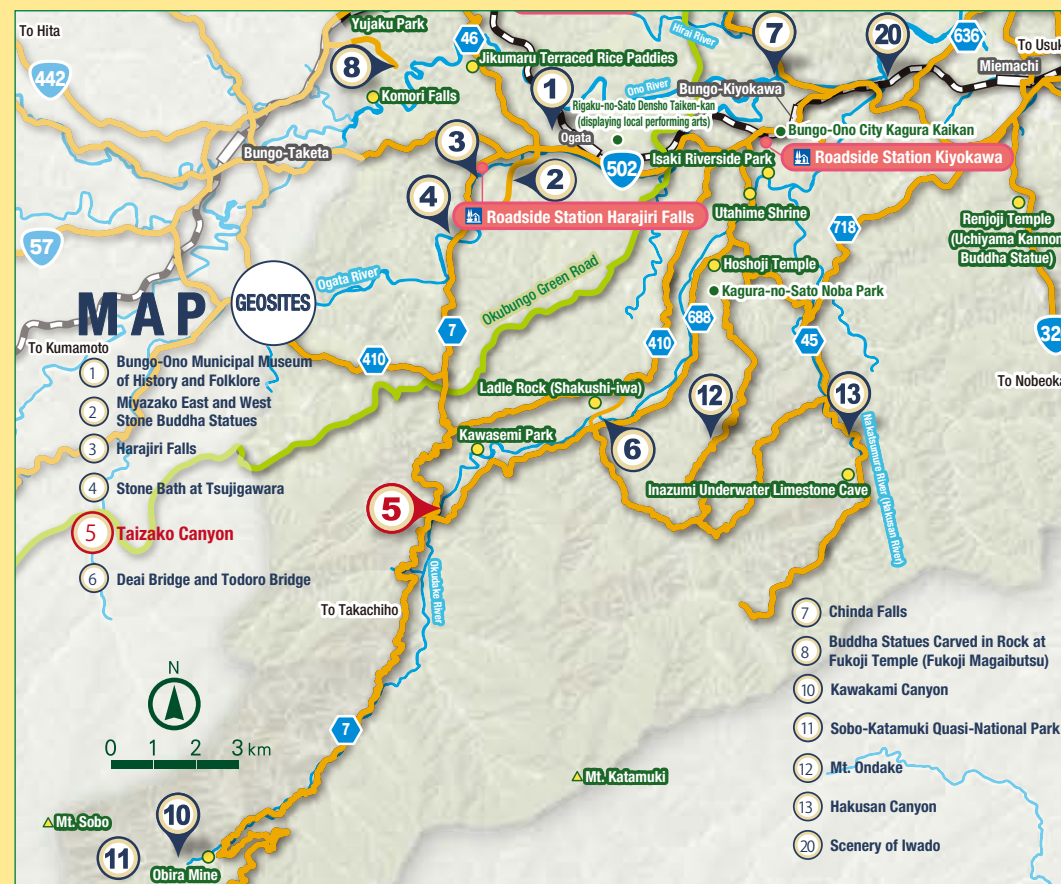 To Hita
Yujaku Park
442
8
46
Jikumaru Terraced Rice Paddies
Komori Falls
Hirai River
7
20
636
To Usuk
Miemachi
Bungo-Kiyokawa
Ono River
1
Rigaku-no-Sato Densho Taiken-kan
(displaying local performing arts)
Ogata
Bungo-Ono City Kagura Kaikan
Bungo-Taketa
3
502
Isaki Riverside Park
Roadside Station Kiyokawa
2
4
Roadside Station Harajiri Falls
Utahime Shrine
Renjoji Temple
(Uchiyama Kannon
Buddha Statue)
718
57
Ogata River
Okubungo Green Road
Hoshoji Temple
Kagura-no-Sato Noba Park
MAP
GEOSITES
7
688
410
45
32
To Kumamoto
410
To Nobeoka
1 Bungo-Ono Municipal Museum
of History and Folklore
2 Miyazako East and West
Stone Buddha Statues
3 Harajiri Falls
4 Stone Bath at Tsujigawara
5 Taizako Canyon
6 Deai Bridge and Todoro Bridge
Ladle Rock (Shakushi-iwa)
12
13
Kawasemi Park
6
Nakatsumure River (Hakusan River)
Inazumi Underwater Limestone Cave
5
Okudake River
To Takachiho
7 Chinda Falls
8 Buddha Statues Carved in Rock at
Fukoji Temple (Fukoji Magaibutsu)
10 Kawakami Canyon
11 Sobo-Katamuki Quasi-National Park
12 Mt. Ondake
13 Hakusan Canyon
20 Scenery of Iwado
N
0 1 2 3 km
7
Mt. Katamuki
Mt. Sobo
10
11
Obira Mine